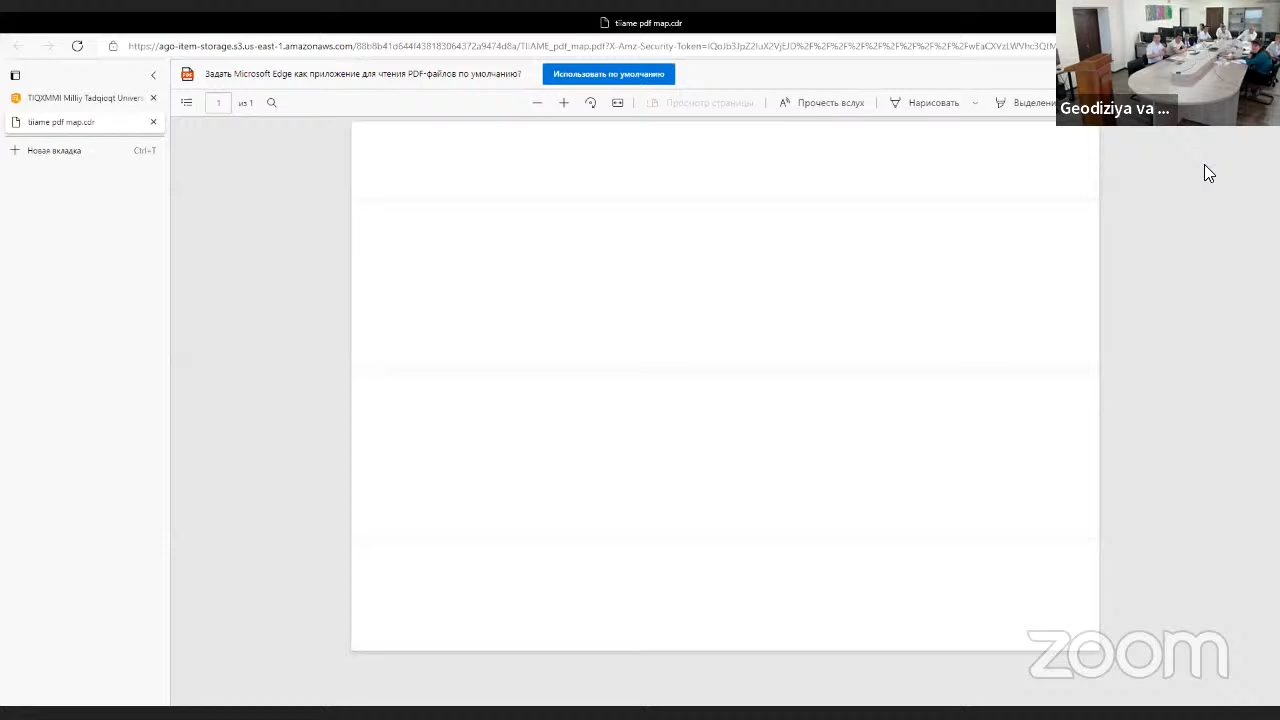 tiiame pdf map.cdr
https://ago-item-storage.s3.us-east-1.amazonaws.com/88b8b41d644f438183064372a9474d8a/TIIAME_pdf_map.pdf?X-Amz-Security-Token=
Задать Microsoft Edge как приложение для чтения PDF-файлов по умолчанию?
Использовать по умолчанию
TIQXMMI Milliy Tadqiqot Univers
1 из 1
Просмотр страницы
Прочесть вслух
Нарисовать
Выделени
tiiame pdf map.cdr
Новая вкладка Ctrl+T
Geodiziya va ...
zoom